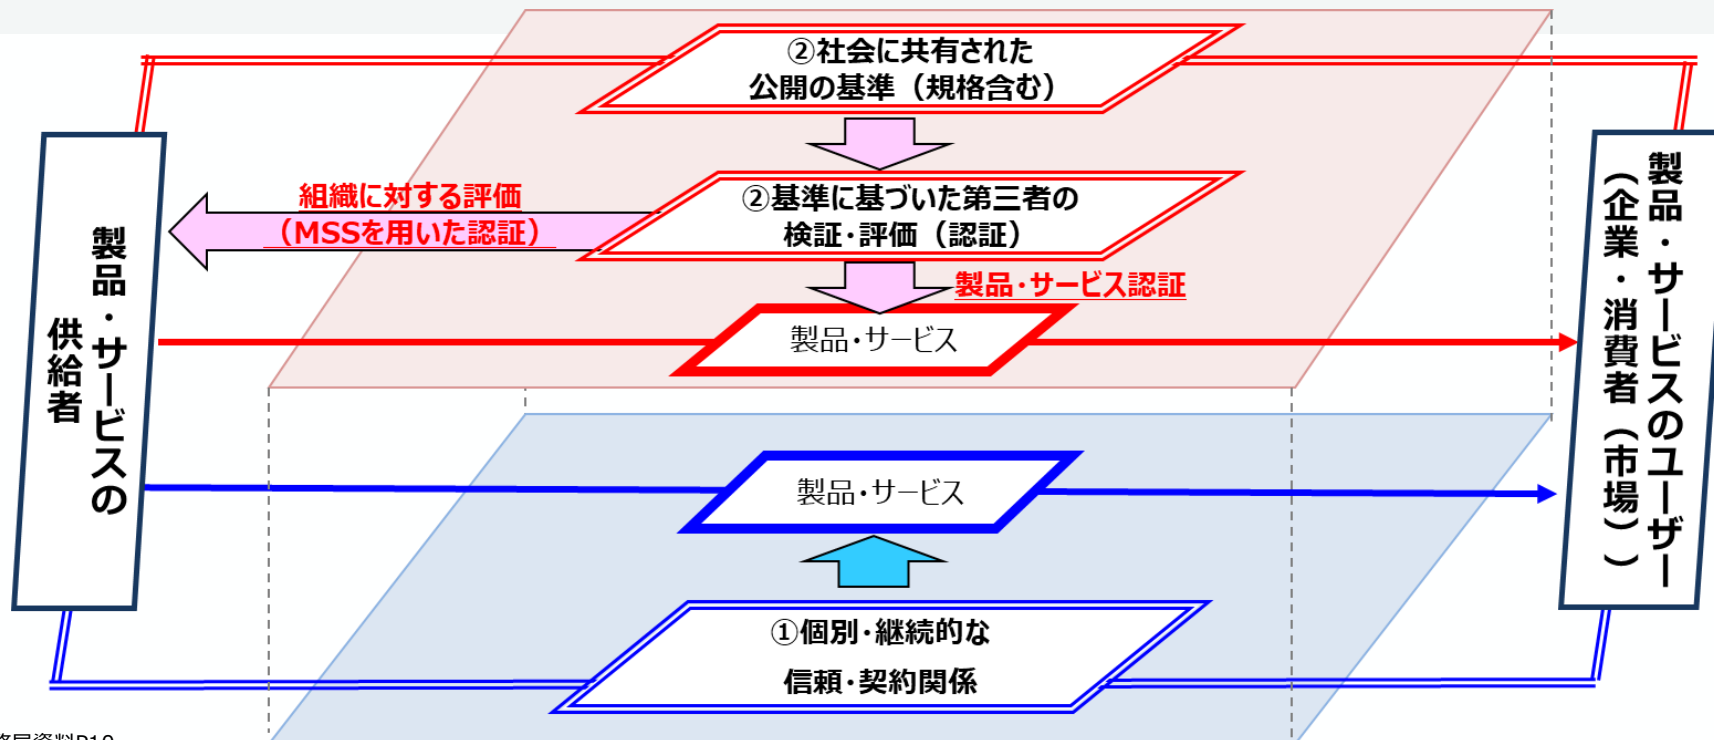 ②社会に共有された
公開の基準（規格含む）
②基準に基づいた第三者の
検証・評価（認証）
組織に対する評価
（MSSを用いた認証）
製品・サービス認証
製品・サービス
製品・サービスの
供給者
製品・サービスのユーザー
（企業・消費者（市場））
製品・サービス
①個別・継続的な
信頼・契約関係